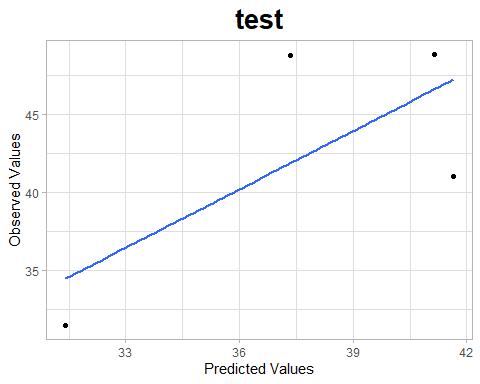 test
45
40
35
Observed Values
33 36 39 42
Predicted Values